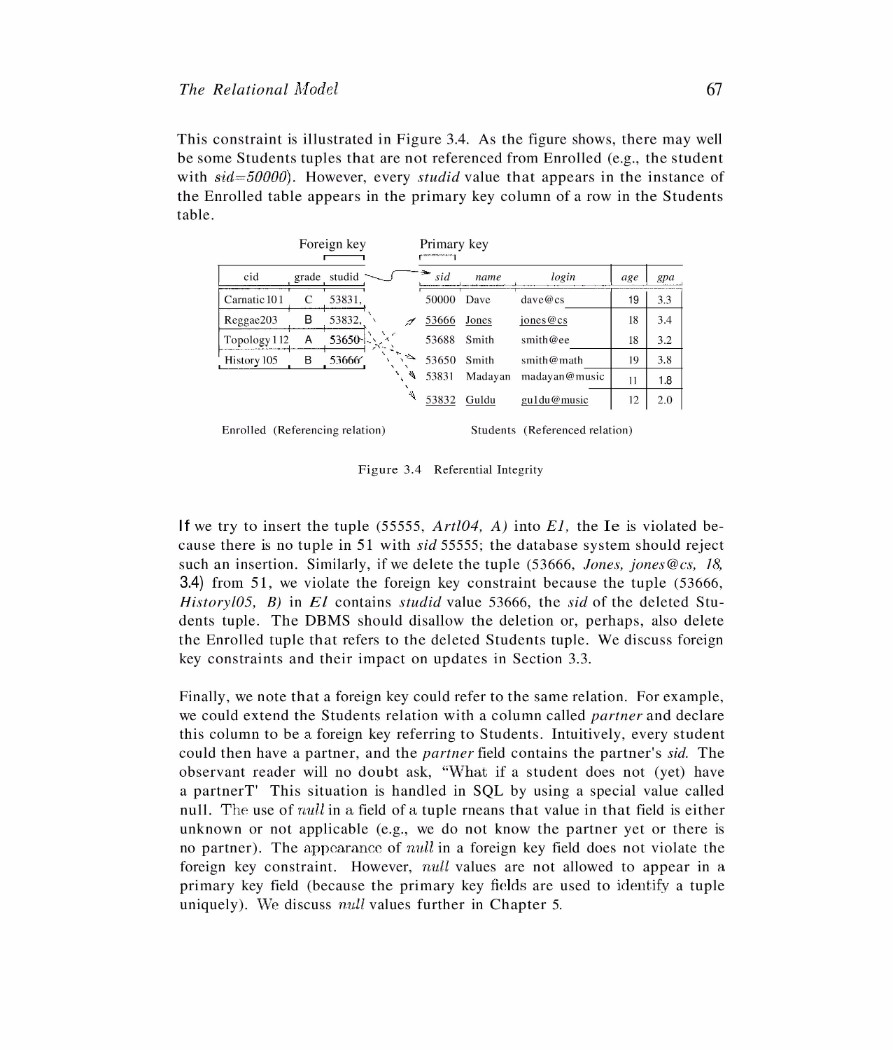 The Relational Model 67
This constraint is illustrated in Figure 3.4. As the figure shows, there may well
be some Students tuples that are not referenced from Enrolled (e.g., the student
with sid=50000). However, every studid value that appears in the instance of
the Enrolled table appears in the primary key column of a row in the Students
table.
Foreign key Primary key
cid grade studid sid name login age gpa
Carnatic101 C 53831, 50000 Dave dave@cs 19 3.3
Reggae203 B 53832, 53666 Jones jones@cs 18 3.4
Topology112 A 53650 53688 Smith smith@ee 18 3.2
History105 B 53666 53650 Smith smith@math 19 3.8
53831 Madayan madayan@music 11 1.8
53832 Guldu guldu@music 12 2.0
Enrolled (Referencing relation) Students (Referenced relation)
Figure 3.4 Referential Integrity
If we try to insert the tuple (55555, Artl04, A) into E1, the Ie is violated be-
cause there is no tuple in 51 with sid 55555; the database system should reject
such an insertion. Similarly, if we delete the tuple (53666, Jones, jones@cs, 18,
3.4) from 51, we violate the foreign key constraint because the tuple (53666,
Historyl05, B) in E1 contains studid value 53666, the sid of the deleted Stu-
dents tuple. The DBMS should disallow the deletion or, perhaps, also delete
the Enrolled tuple that refers to the deleted Students tuple. We discuss foreign
key constraints and their impact on updates in Section 3.3.
Finally, we note that a foreign key could refer to the same relation. For example,
we could extend the Students relation with a column called partner and declare
this column to be a foreign key referring to Students. Intuitively, every student
could then have a partner, and the partner field contains the partner's sid. The
observant reader will no doubt ask, “What if a student does not (yet) have
a partnerT' This situation is handled in SQL by using a special value called
null. The use of null in a field of a tuple rneans that value in that field is either
unknown or not applicable (e.g., we do not know the partner yet or there is
no partner). The appearance of null in a foreign key field does not violate the
foreign key constraint. However, null values are not allowed to appear in a
primary key field (because the primary key fields are used to identify a tuple
uniquely). We discuss null values further in Chapter 5.